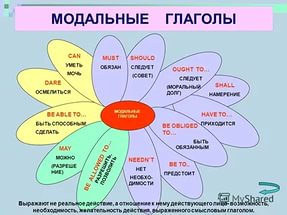 МОДАЛЬНЫЕ ГЛАГОЛЫ
CAN
УМЕТЬ
МОЧЬ
MUST
ОБЯЗАН
SHOULD
СЛЕДУЕТ
(СОВЕТ)
OUGHT TO…
СЛЕДУЕТ
(МОРАЛЬНЫЙ
ДОЛГ)
SHALL
НАМЕРЕНИЕ
DARE
ОСМЕЛИТЬСЯ
BE ABLE TO…
БЫТЬ СПОСОБНЫМ,
СДЕЛАТЬ
МОДАЛЬНЫЕ
ГЛАГОЛЫ
HAVE TO…
ПРИХОДИТСЯ
BE OBLIGED
TO…
БЫТЬ
ОБЯЗАННЫМ
MAY
МОЖНО
(РАЗРЕШЕ
НИЕ)
BE ALLOWED TO…
РАЗРЕШИТЬ,
ПОЗВОЛИТЬ
NEEDN'T
НЕТ
НЕОБХО-
ДИМОСТИ
BE TO..
ПРЕДСТОИТ
Выражают не реальное действие, а отношение к нему действующего лица- возможность,
необходимость, желательность действия, выраженного смысловым глаголом.
MyShared